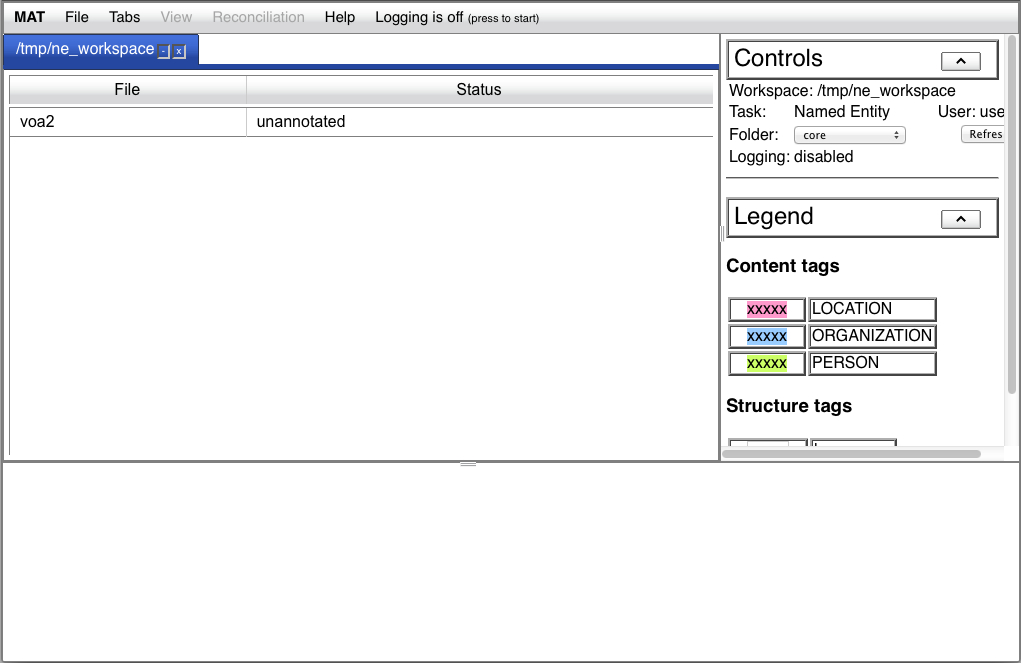 MAT File Tabs View Reconciliation Help Logging is off (press to start)
/tmp/ne_workspace - x
File Status
voa2 unannotated
Controls
Workspace: /tmp/ne_workspace
Task: Named Entity User: use
Folder: core Refres
Logging: disabled
Legend
Content tags
xxxxx LOCATION
xxxxx ORGANIZATION
xxxxx PERSON
Structure tags